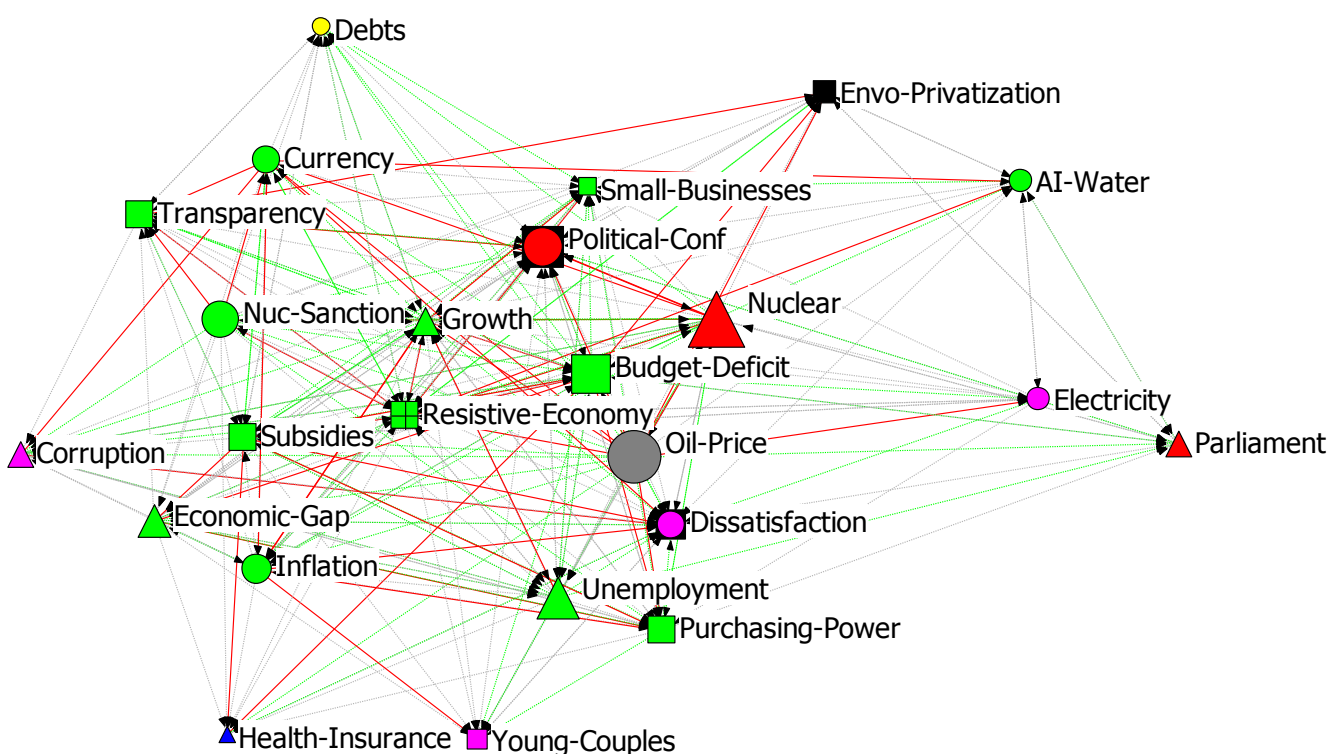 Debts
Envo-Privatization
Currency
AI-Water
Small-Businesses
Transparency
Political-Conf
Nuclear
Nuc-Sanction
Growth
Budget-Deficit
Electricity
Resistive-Economy
Subsidies
Oil-Price
Parliament
Corruption
Economic-Gap
Dissatisfaction
Inflation
Unemployment
Purchasing-Power
Health-Insurance
Young-Couples